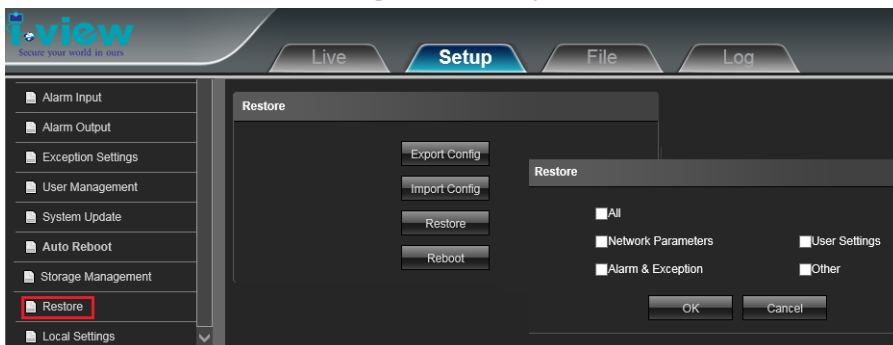 i-view
Secure your world in ours
Live
Setup
File
Log
Alarm Input
Alarm Output
Exception Settings
User Management
System Update
Auto Reboot
Storage Management
Restore
Local Settings
Restore
Export Config
Import Config
Restore
Reboot
Restore
All
Network Parameters
User Settings
Alarm & Exception
Other
OK
Cancel